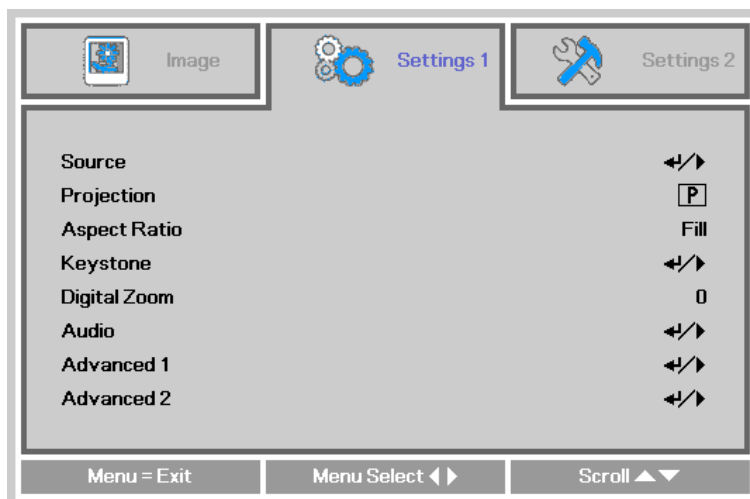 Image
Settings 1
Settings 2
Source
Projection P
Aspect Ratio Fill
Keystone
Digital Zoom 0
Audio
Advanced 1
Advanced 2
Menu = Exit
Menu Select
Scroll